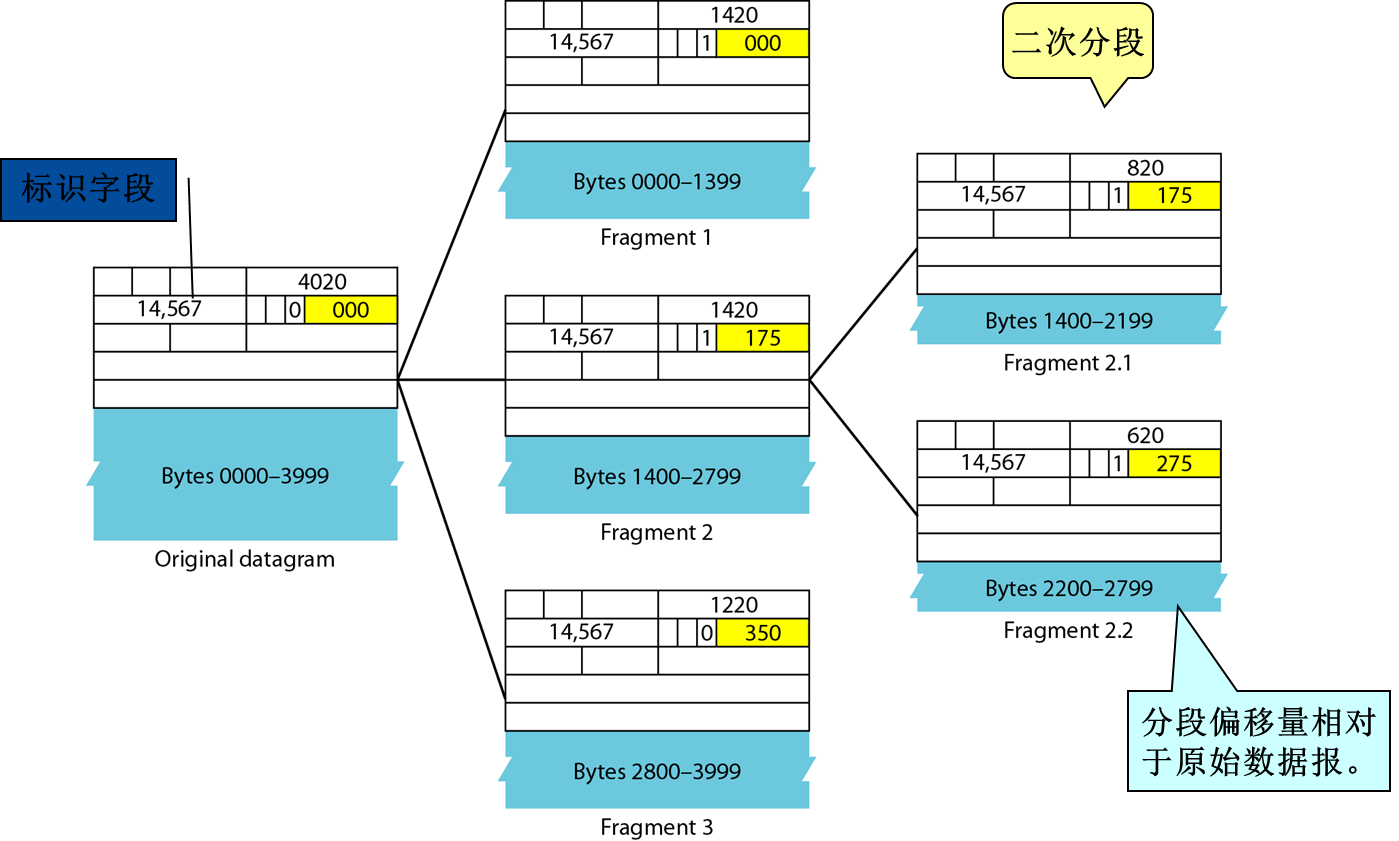 标识字段
4020
14,567 0 000
Bytes 0000–3999
Original datagram
1420
14,567 1 000
Bytes 0000–1399
Fragment 1
1420
14,567 1 175
Bytes 1400–2799
Fragment 2
1220
14,567 0 350
Bytes 2800–3999
Fragment 3
二次分段
820
14,567 1 175
Bytes 1400–2199
Fragment 2.1
620
14,567 1 275
Bytes 2200–2799
Fragment 2.2
分段偏移量相对
于原始数据报。